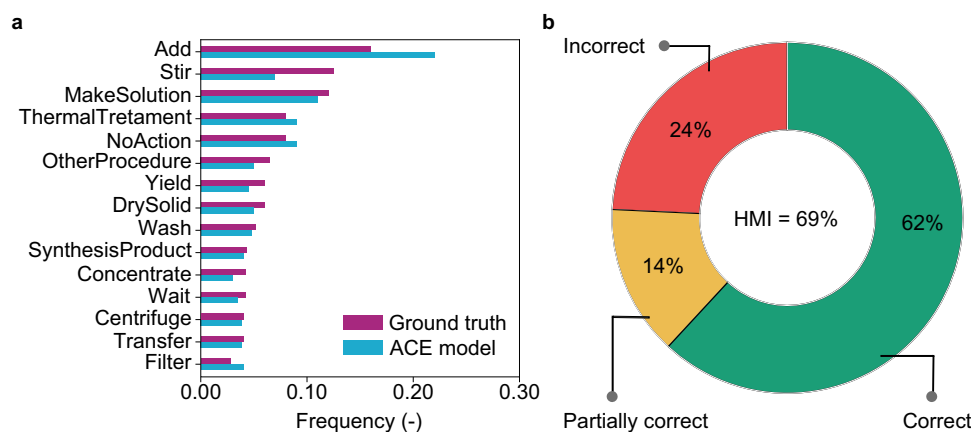 a
Add
Stir
MakeSolution
ThermalTretament
NoAction
OtherProcedure
Yield
DrySolid
Wash
SynthesisProduct
Concentrate
Wait
Centrifuge
Transfer
Filter
Ground truth
ACE model
0.00 0.10 0.20 0.30
Frequency (-)
b
Incorrect
24%
HMI = 69%
62%
14%
Partially correct
Correct